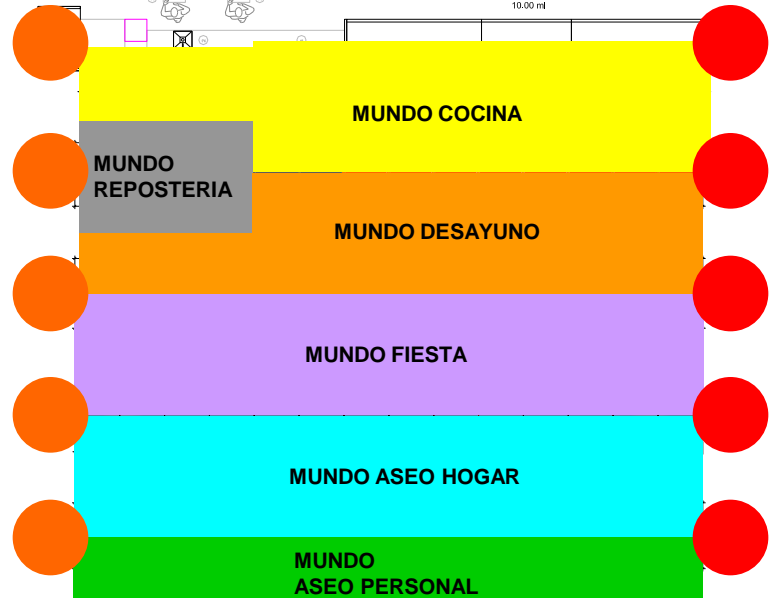 10.00 ml
MUNDO COCINA
MUNDO
REPOSTERIA
MUNDO DESAYUNO
MUNDO FIESTA
MUNDO ASEO HOGAR
MUNDO
ASEO PERSONAL